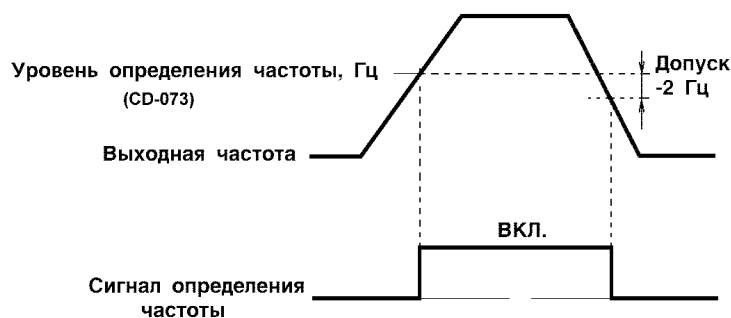 Уровень определения частоты, Гц
(CD-073)
Допуск
-2 Гц
Выходная частота
ВКЛ.
Сигнал определения
частоты